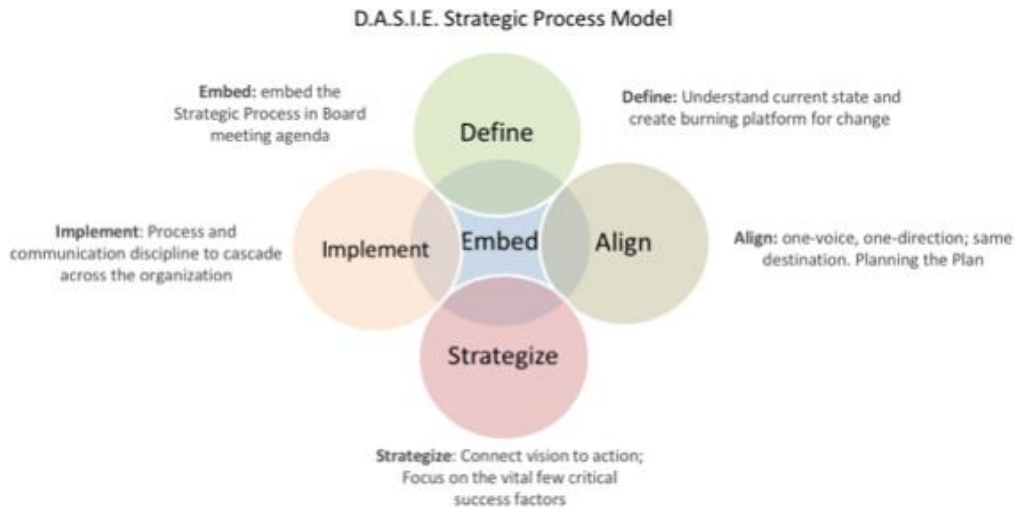 D.A.S.I.E. Strategic Process Model
Embed: embed the
Strategic Process in Board
meeting agenda
Define
Define: Understand current state and
create burning platform for change
Implement: Process and
communication discipline to cascade
across the organization
Implement
Embed
Align
Align: one-voice, one-direction; same
destination. Planning the Plan
Strategize
Strategize: Connect vision to action;
Focus on the vital few critical
success factors